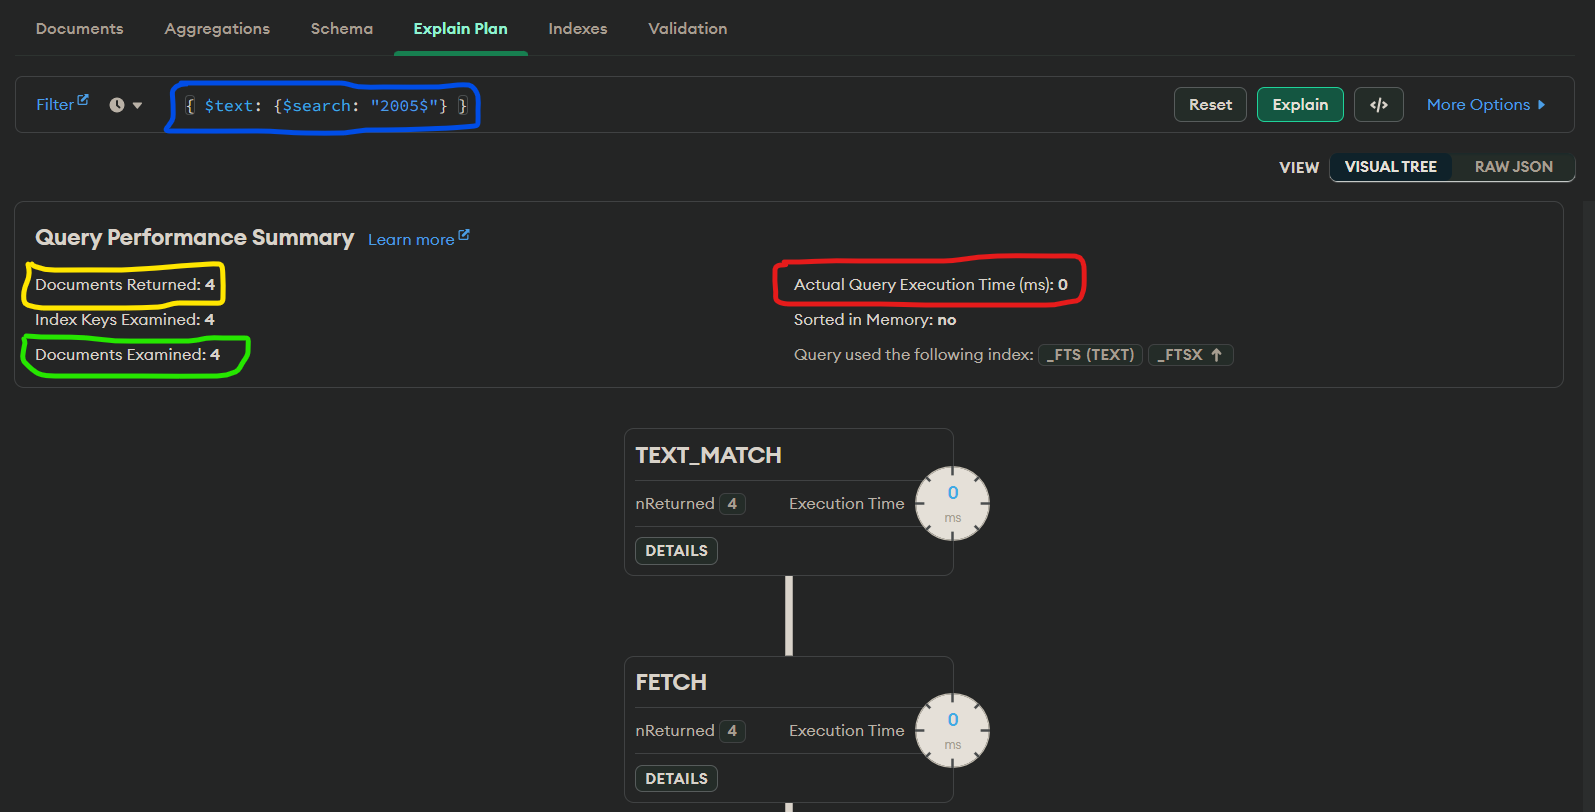 Documents Aggregations Schema Explain Plan Indexes Validation
Filter { $text: {$search: "2005$"} } Reset Explain </> More Options
VIEW VISUAL TREE RAW JSON
Query Performance Summary Learn more
Documents Returned: 4
Index Keys Examined: 4
Documents Examined: 4
Actual Query Execution Time (ms): 0
Sorted in Memory: no
Query used the following index: _FTS (TEXT) _FTSX ↑
TEXT_MATCH
nReturned 4 Execution Time 0 ms
DETAILS
FETCH
nReturned 4 Execution Time 0 ms
DETAILS